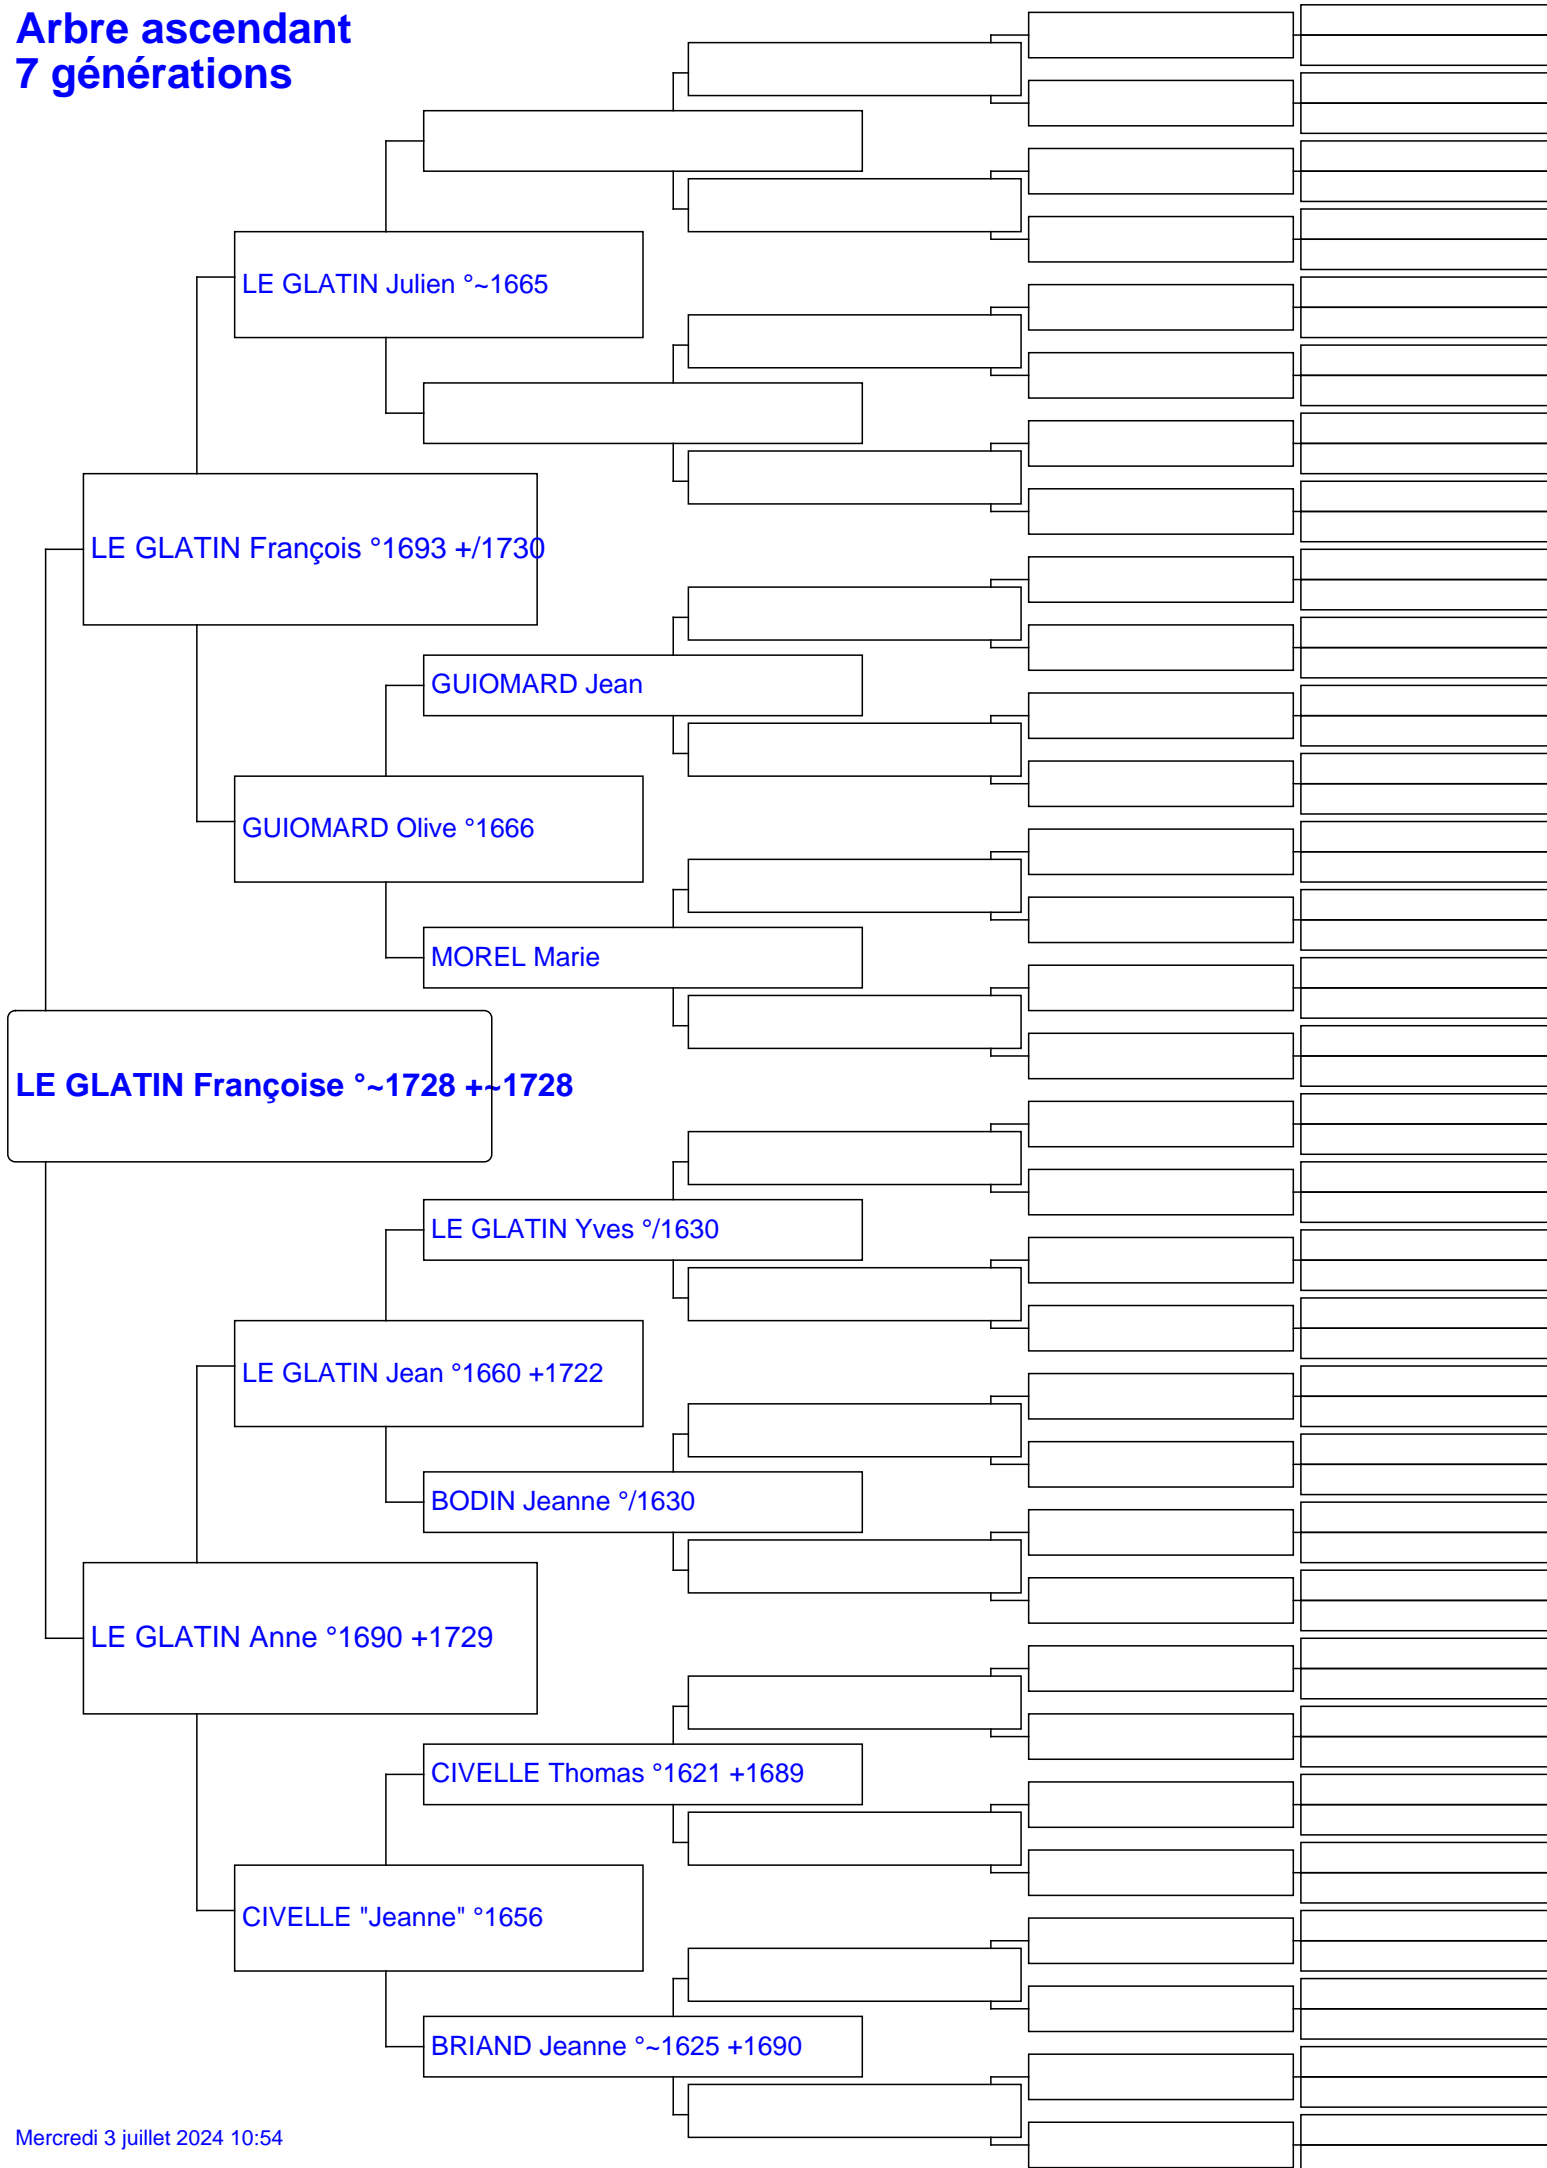 Arbre ascendant
7 générations
LE GLATIN Julien °~1665
LE GLATIN François °1693 +/1730
GUIOMARD Jean
GUIOMARD Olive °1666
MOREL Marie
LE GLATIN Françoise °~1728 +~1728
LE GLATIN Yves °/1630
LE GLATIN Jean °1660 +1722
BODIN Jeanne °/1630
LE GLATIN Anne °1690 +1729
CIVELLE Thomas °1621 +1689
CIVELLE "Jeanne" °1656
BRIAND Jeanne °~1625 +1690
Mercredi 3 juillet 2024 10:54